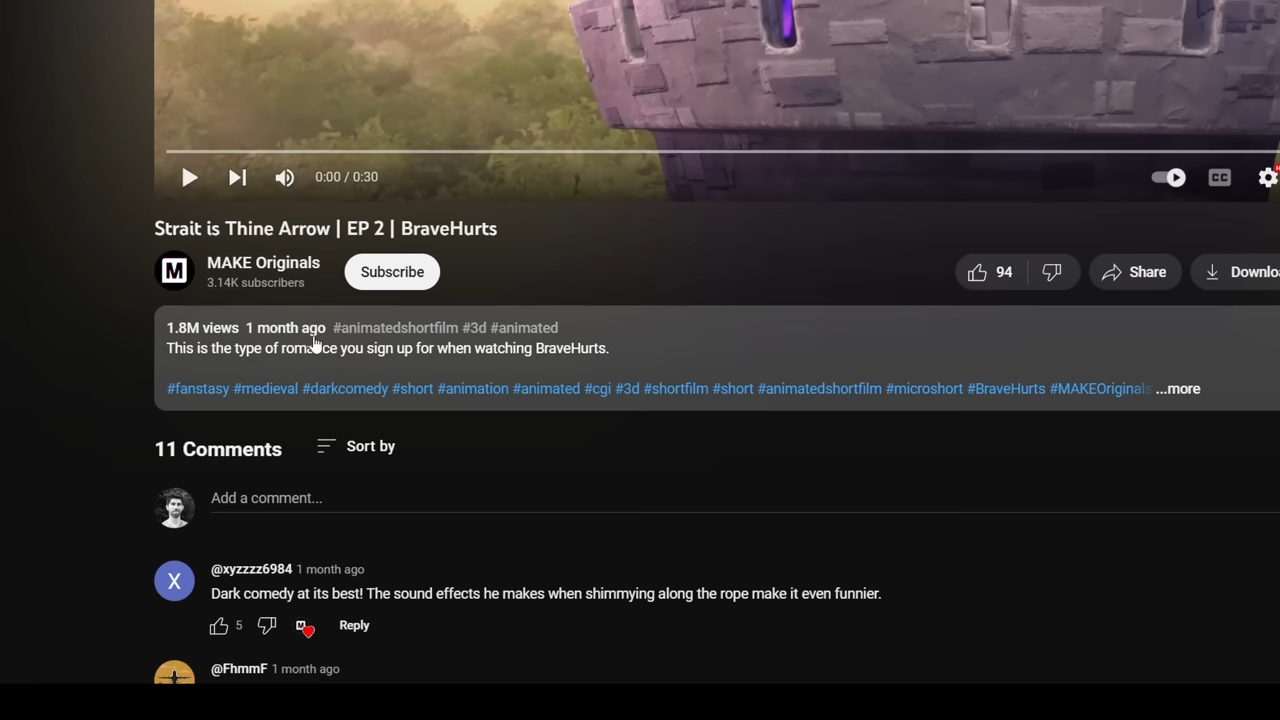 0:00 / 0:30
CC
Strait is Thine Arrow | EP 2 | BraveHurts
M
MAKE Originals
3.14K subscribers
Subscribe
94
Share
Downlo
1.8M views 1 month ago #animatedshortfilm #3d #animated
This is the type of romance you sign up for when watching BraveHurts.
#fanstasy #medieval #darkcomedy #short #animation #animated #cgi #3d #shortfilm #short #animatedshortfilm #microshort #BraveHurts #MAKEOriginals ...more
11 Comments
Sort by
Add a comment...
X
@xyzzzz6984 1 month ago
Dark comedy at its best! The sound effects he makes when shimmying along the rope make it even funnier.
5
M
Reply
@FhmmF 1 month ago